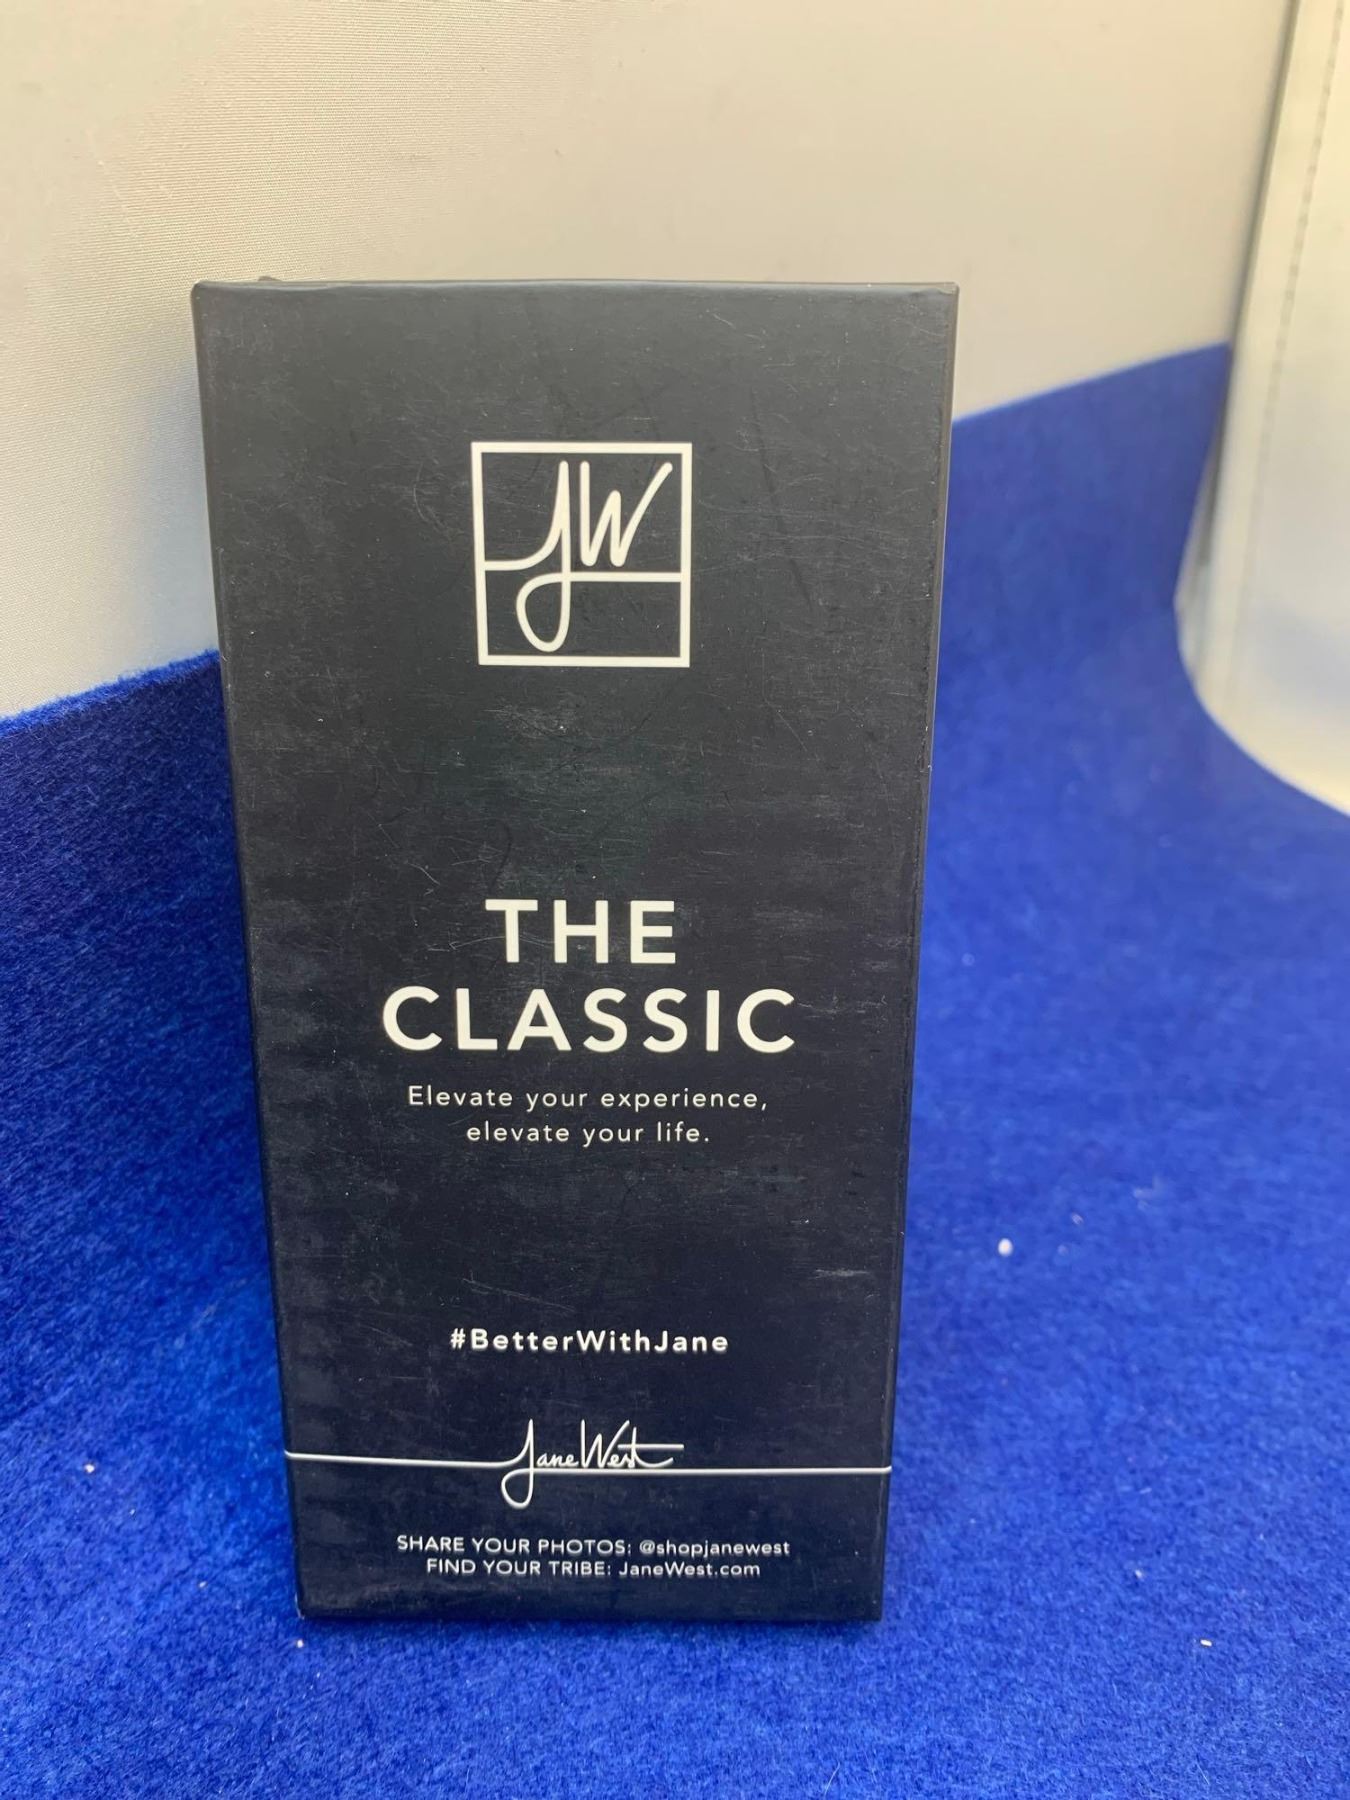 JW
THE
CLASSIC
Elevate your experience,
elevate your life.
#BetterWithJane
Jane West
SHARE YOUR PHOTOS: @shopjanewest
FIND YOUR TRIBE: JaneWest.com